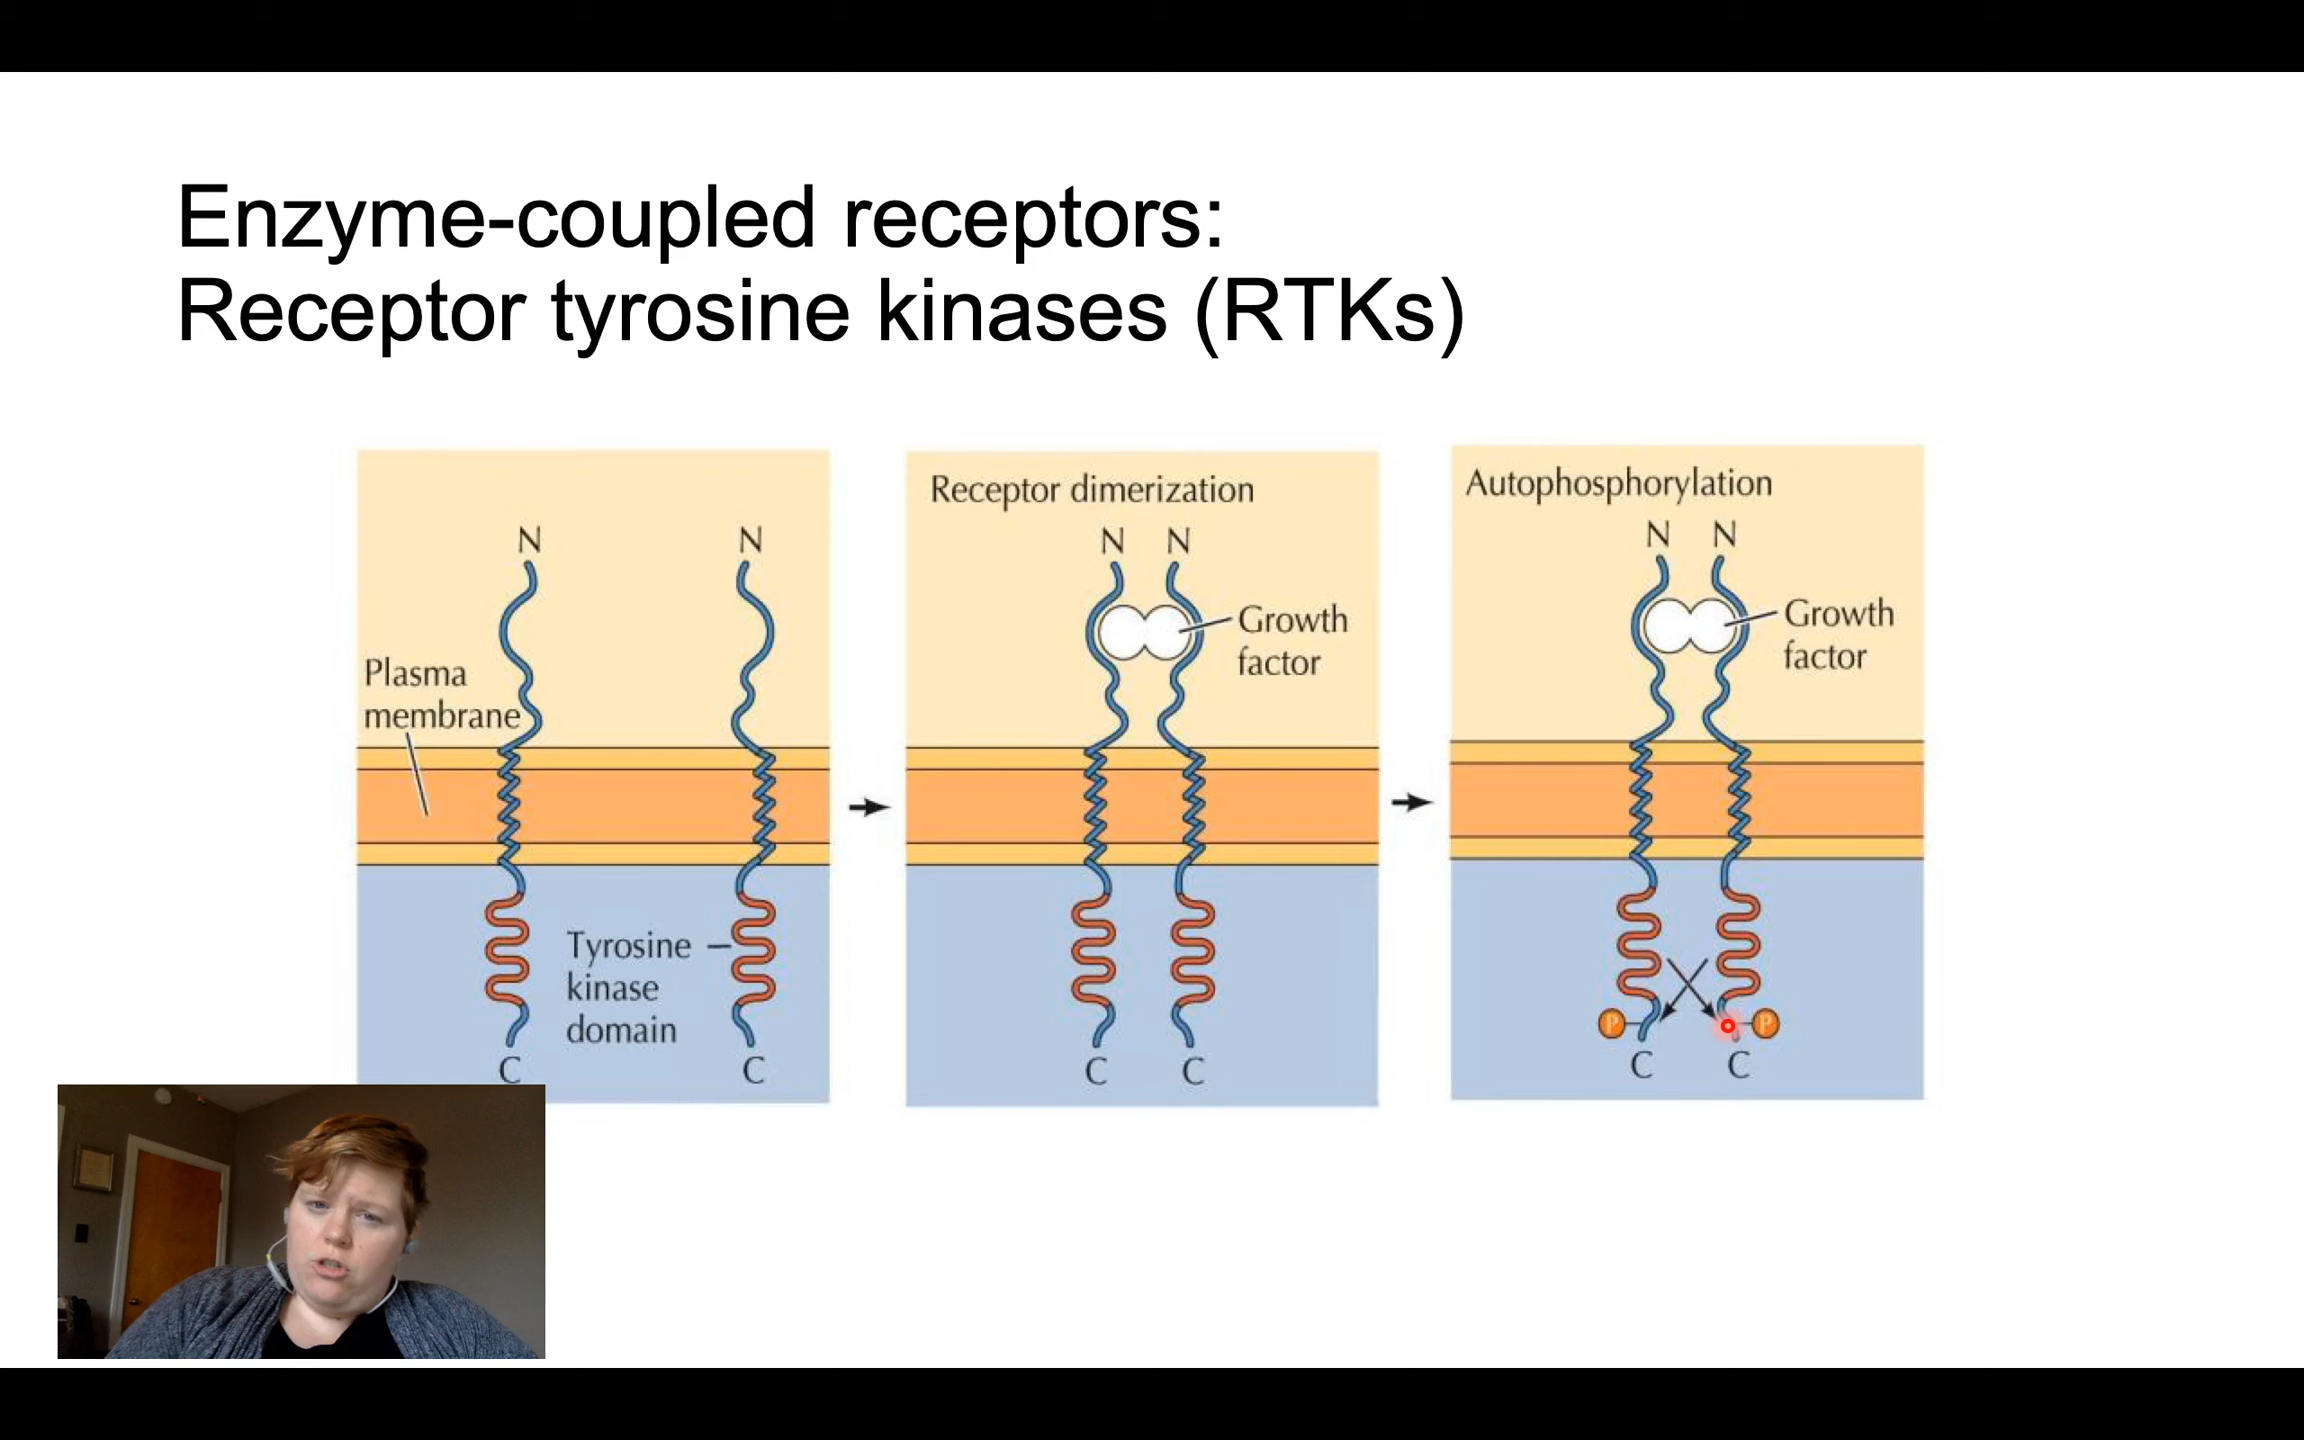 Enzyme-coupled receptors:
Receptor tyrosine kinases (RTKs)
N
N
Plasma
membrane
Tyrosine
kinase
domain
C
C
Receptor dimerization
N
N
Growth
factor
C
C
Autophosphorylation
N
N
Growth
factor
P
P
C
C